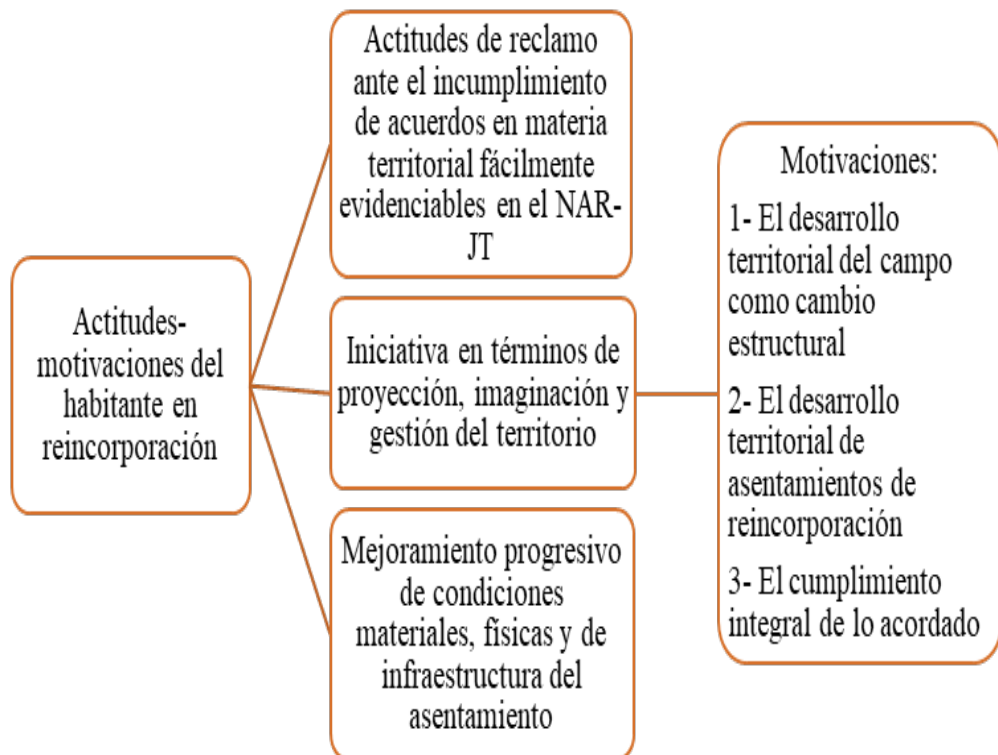 Actitudes-
motivaciones del
habitante en
reincorporación
Actitudes de reclamo
ante el incumplimiento
de acuerdos en materia
territorial fácilmente
evidenciables en el NAR-
JT
Iniciativa en términos de
proyección, imaginación y
gestión del territorio
Mejoramiento progresivo
de condiciones
materiales, físicas y de
infraestructura del
asentamiento
Motivaciones:
1- El desarrollo
territorial del campo
como cambio
estructural
2- El desarrollo
territorial de
asentamientos de
reincorporación
3- El cumplimiento
integral de lo acordado